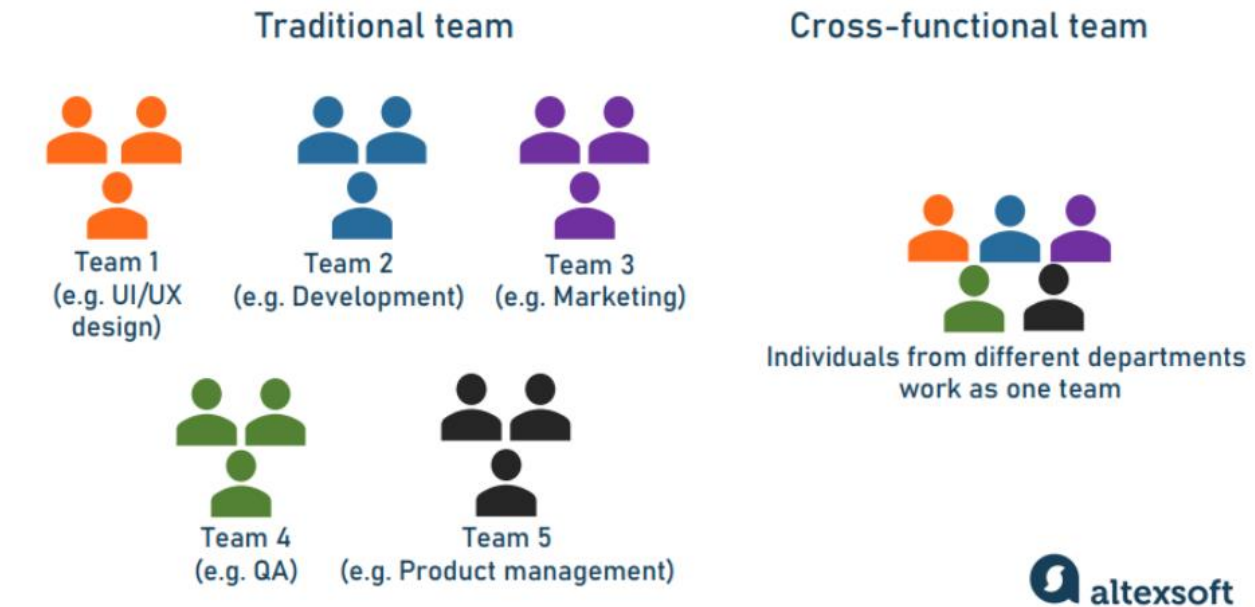 Traditional team
Cross-functional team
Team 1
(e.g. UI/UX
design)
Team 2
(e.g. Development)
Team 3
(e.g. Marketing)
Individuals from different departments
work as one team
Team 4
(e.g. QA)
Team 5
(e.g. Product management)
altexsoft